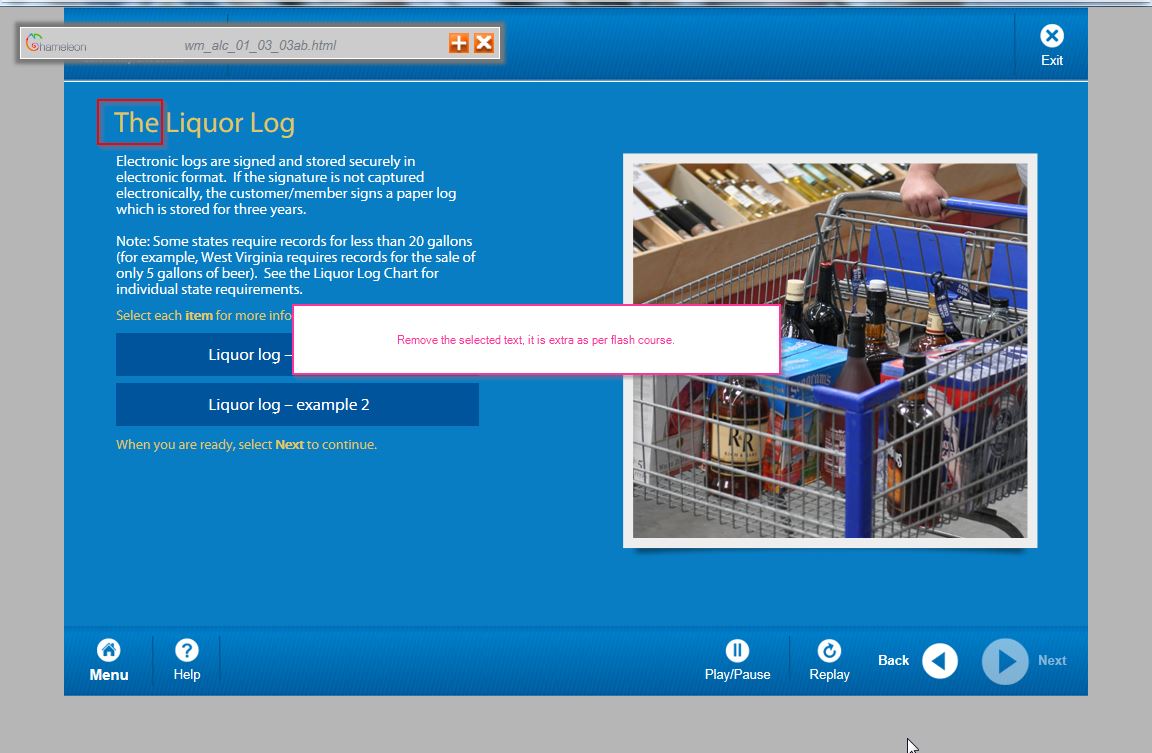 Chameleon
wm_alc_01_03_03ab.html
Exit
The Liquor Log
Electronic logs are signed and stored securely in
electronic format. If the signature is not captured
electronically, the customer/member signs a paper log
which is stored for three years.
Note: Some states require records for less than 20 gallons
(for example, West Virginia requires records for the sale of
only 5 gallons of beer). See the Liquor Log Chart for
individual state requirements.
Select each item for more info
Remove the selected text, it is extra as per flash course.
Liquor log –
Liquor log – example 2
When you are ready, select Next to continue.
R·R
Menu
Help
Play/Pause
Replay
Back
Next